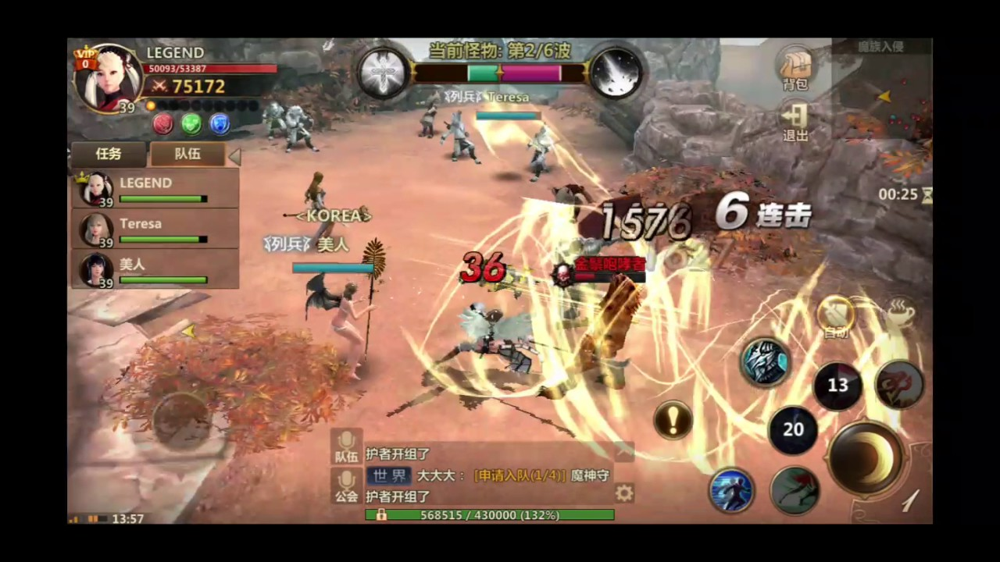 VIP
0
LEGEND
50093/53387
75172
39
当前怪物: 第2/6波
魔族入侵
背包
退出
00:25
任务
队伍
LEGEND
39
Teresa
39
美人
39
列兵 Teresa
<KOREA>
列兵 美人
1576
6 连击
36
金鬃咆哮者
自动
13
20
1
队伍
公会
护者开组了
世界 大大大： [申请入队(1/4)] 魔神守
护者开组了
568515 / 430000 (132%)
13:57